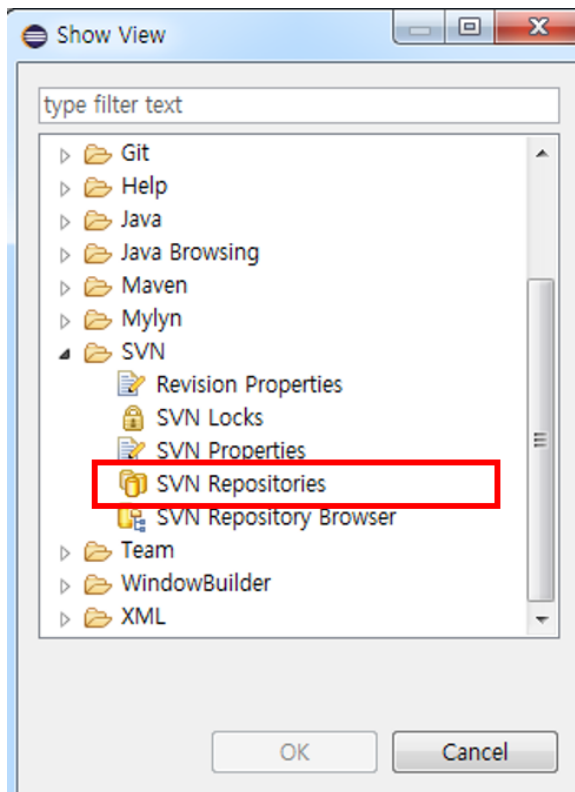 Show View
type filter text
Git
Help
Java
Java Browsing
Maven
Mylyn
SVN
Revision Properties
SVN Locks
SVN Properties
SVN Repositories
SVN Repository Browser
Team
WindowBuilder
XML
OK
Cancel